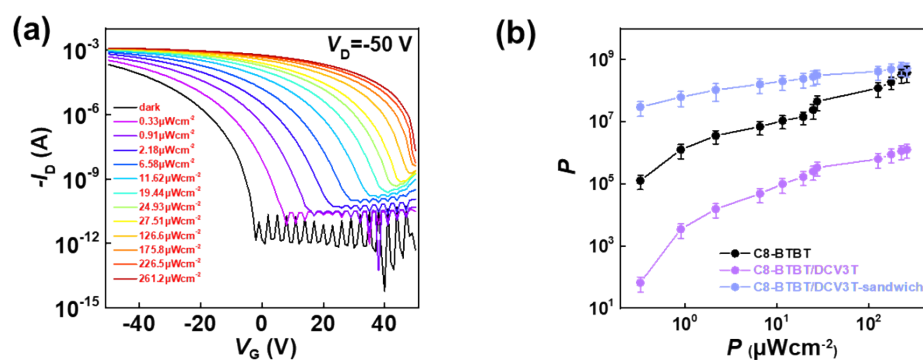 (a)
V_D=-50 V
10^-3
10^-6
10^-9
10^-12
10^-15
-I_D (A)
dark
0.33μWcm^-2
0.91μWcm^-2
2.18μWcm^-2
6.58μWcm^-2
11.62μWcm^-2
19.44μWcm^-2
24.93μWcm^-2
27.51μWcm^-2
126.6μWcm^-2
175.8μWcm^-2
226.5μWcm^-2
261.2μWcm^-2
-40 -20 0 20 40
V_G (V)
(b)
10^9
10^7
10^5
10^3
10^1
P
C8-BTBT
C8-BTBT/DCV3T
C8-BTBT/DCV3T-sandwich
10^0 10^1 10^2
P (μWcm^-2)